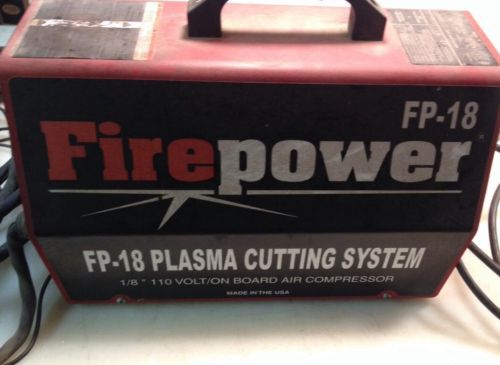 FP-18
Firepower
FP-18 PLASMA CUTTING SYSTEM
1/8 " 110 VOLT/ON BOARD AIR COMPRESSOR
MADE IN THE USA